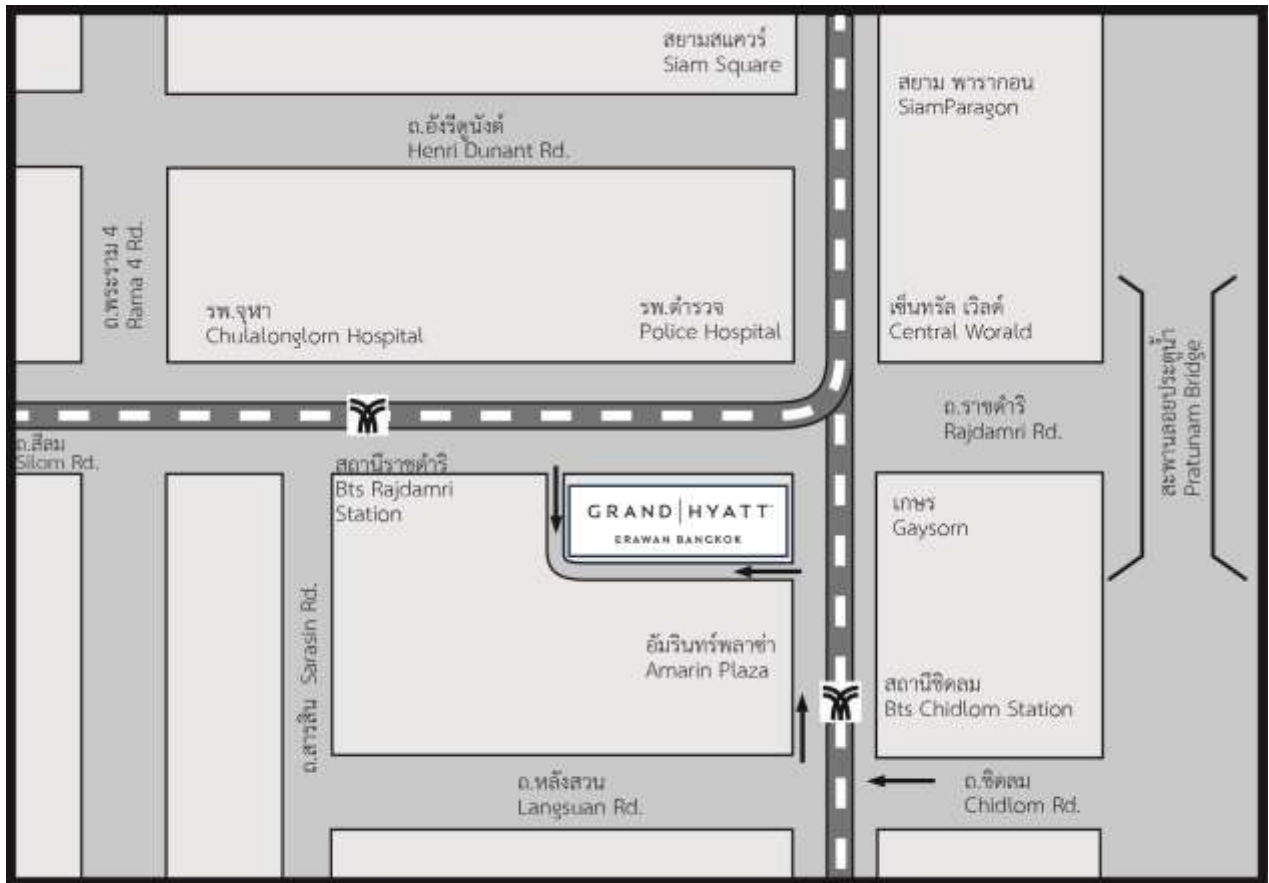 สยามสแควร์
Siam Square
สยาม พารากอน
SiamParagon
ถ.อังรีดูนังต์
Henri Dunant Rd.
ถ.พระราม 4
Rama 4 Rd.
รพ.จุฬา
Chulalonglorn Hospital
รพ.ตำรวจ
Police Hospital
เซ็นทรัล เวิลด์
Central Worald
สะพานลอยประตูน้ำ
Pratunam Bridge
ถ.ราชดำริ
Rajdamri Rd.
ถ.สีลม
Silom Rd.
สถานีราชดำริ
Bts Rajdamri
Station
GRAND HYATT
ERAWAN BANGKOK
เกษร
Gaysorn
ถ.สารสิน Sarasin Rd.
อัมรินทร์พลาซ่า
Amarin Plaza
สถานีชิดลม
Bts Chidlom Station
ถ.หลังสวน
Langsuan Rd.
ถ.ชิดลม
Chidlom Rd.